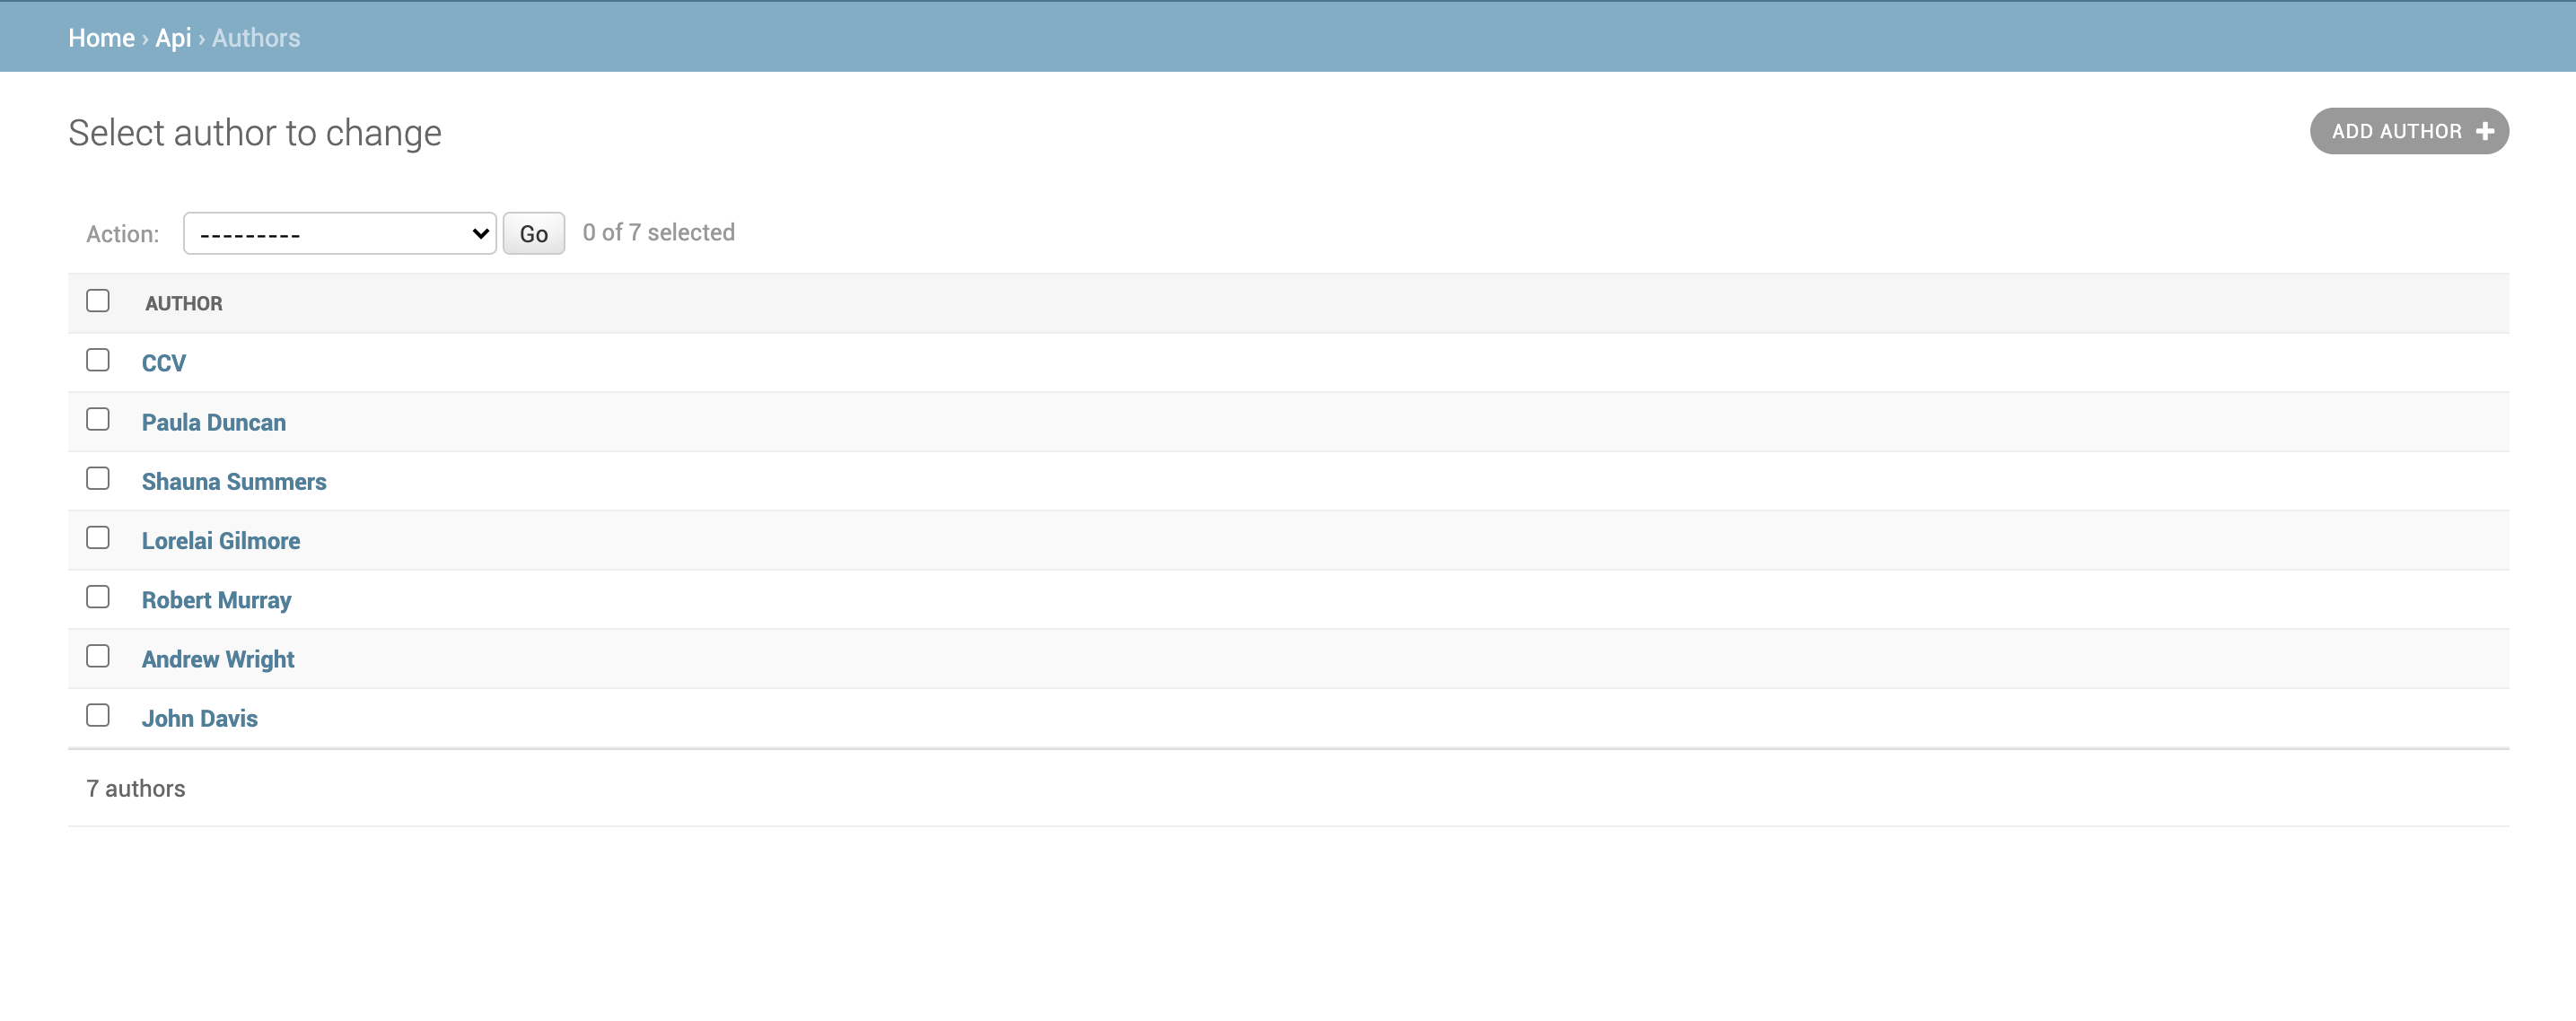 Home › Api › Authors
Select author to change
ADD AUTHOR +
Action: --------- Go 0 of 7 selected
AUTHOR
CCV
Paula Duncan
Shauna Summers
Lorelai Gilmore
Robert Murray
Andrew Wright
John Davis
7 authors